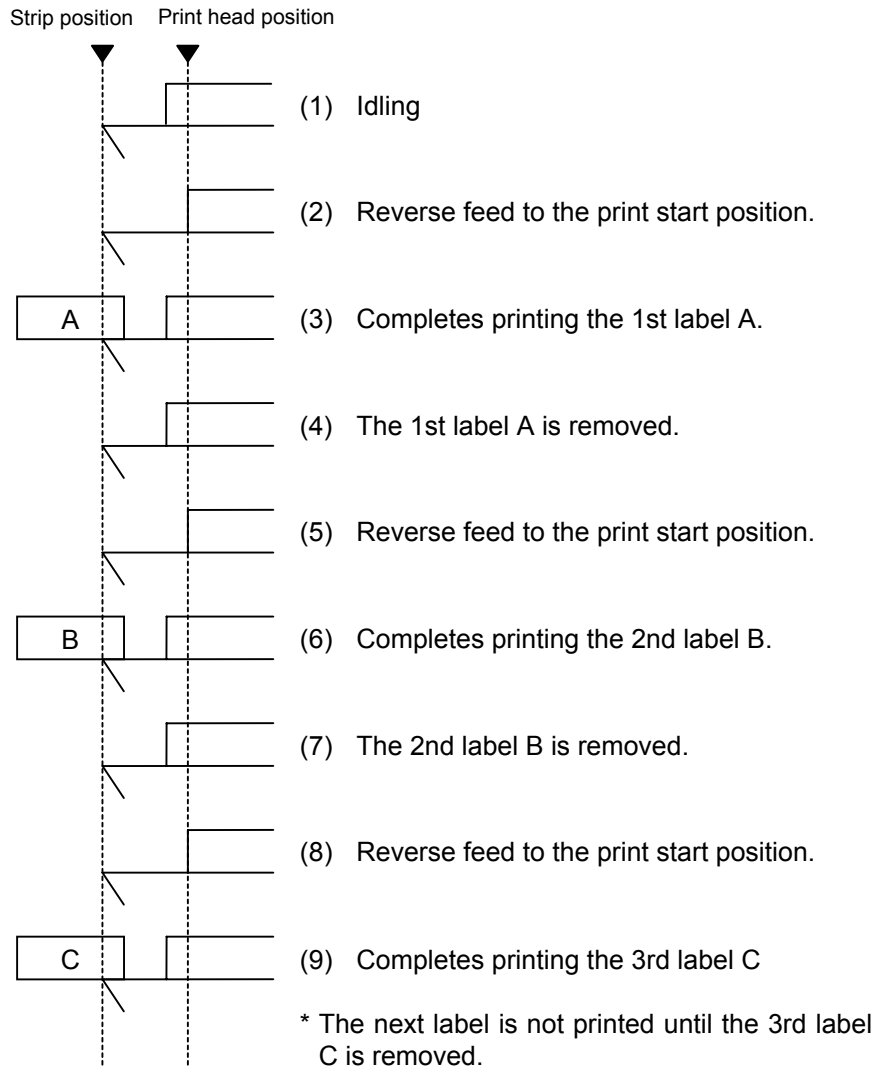 Strip position Print head position
(1) Idling
(2) Reverse feed to the print start position.
A (3) Completes printing the 1st label A.
(4) The 1st label A is removed.
(5) Reverse feed to the print start position.
B (6) Completes printing the 2nd label B.
(7) The 2nd label B is removed.
(8) Reverse feed to the print start position.
C (9) Completes printing the 3rd label C
* The next label is not printed until the 3rd label
C is removed.